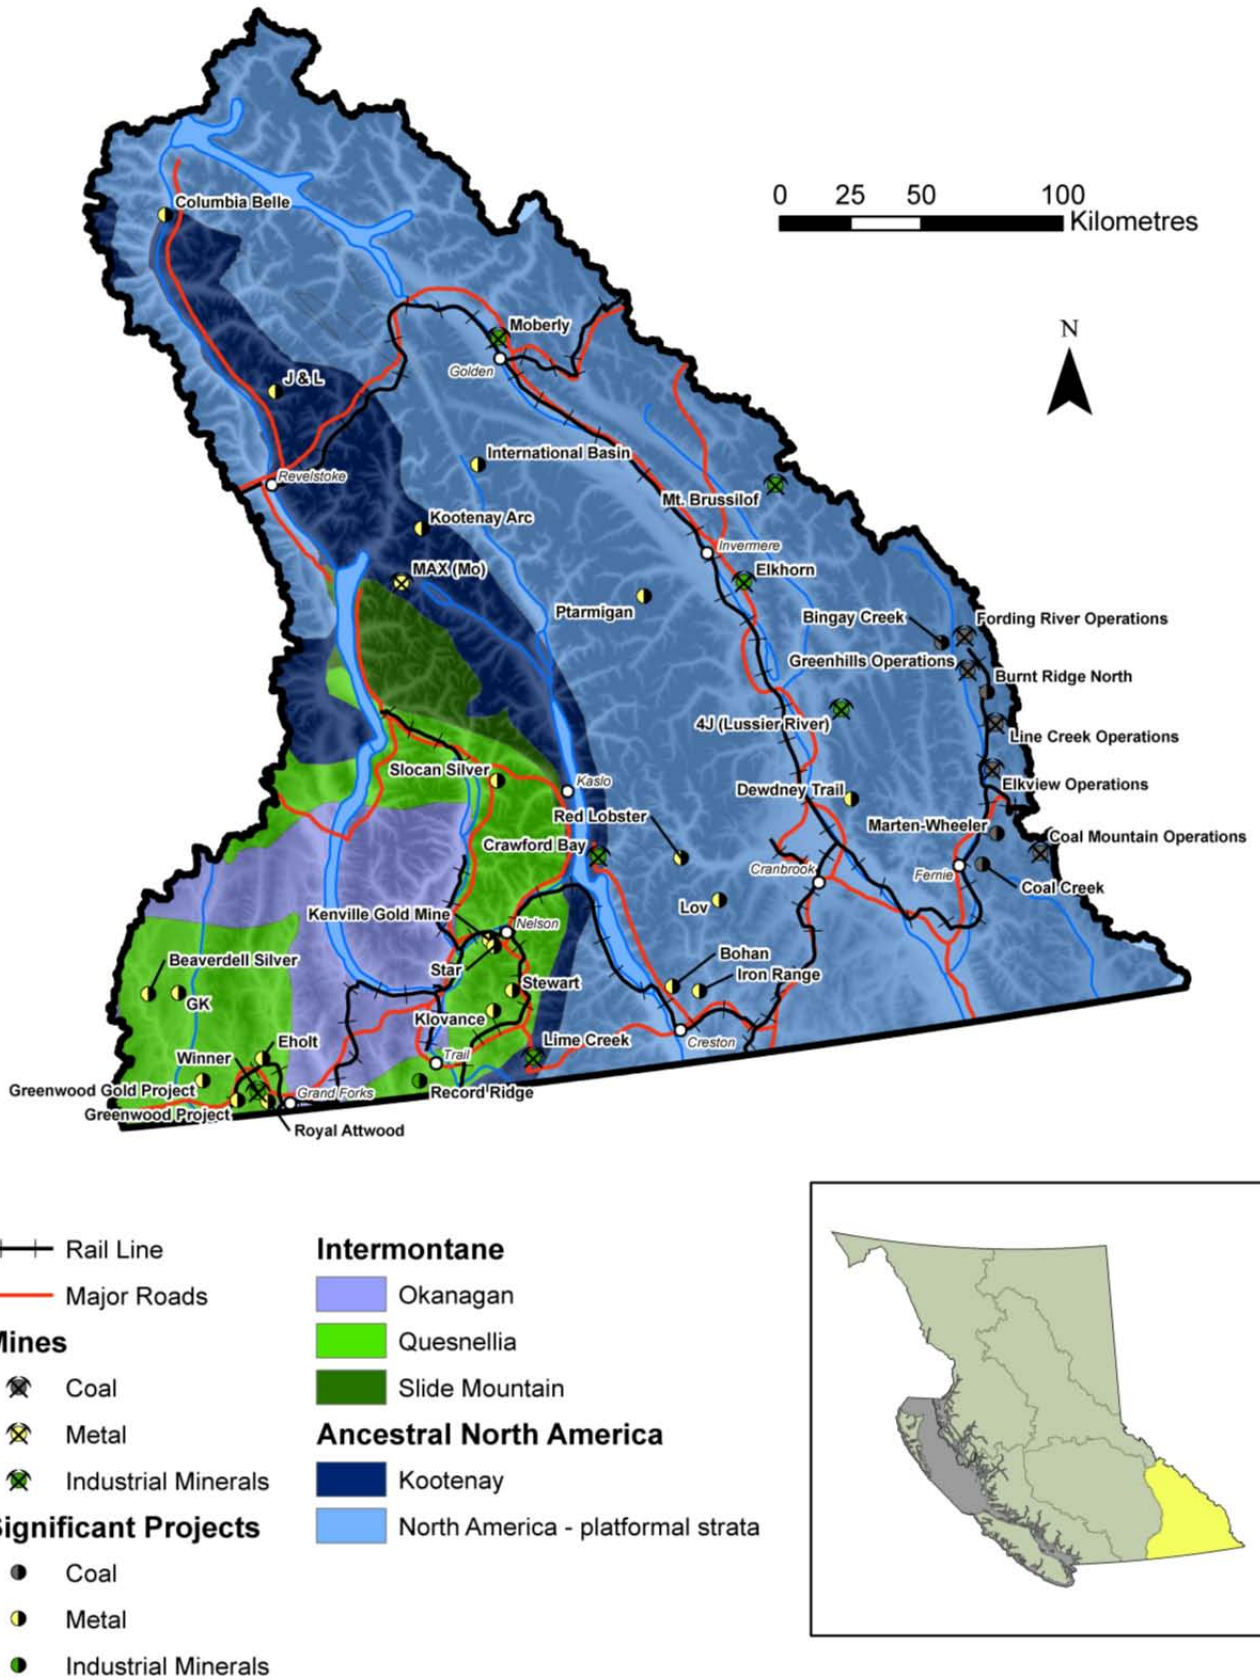 0 25 50 100
Kilometres
Columbia Belle
N
Moberly
Golden
J & L
International Basin
Revelstoke
Mt. Brussilof
Kootenay Arc
Invermere
MAX (Mo)
Elkhorn
Ptarmigan
Bingay Creek
Fording River Operations
Greenhills Operations
Burnt Ridge North
4J (Lussier River)
Line Creek Operations
Slocan Silver
Kaslo
Elkview Operations
Dewdney Trail
Red Lobster
Marten-Wheeler
Coal Mountain Operations
Crawford Bay
Cranbrook
Fernie
Coal Creek
Lov
Kenville Gold Mine
Nelson
Beaverdell Silver
Star
Bohan
Iron Range
GK
Stewart
Klovance
Eholt
Lime Creek
Creston
Winner
Trail
Greenwood Gold Project
Grand Forks
Record Ridge
Greenwood Project
Royal Attwood
Rail Line
Major Roads
Mines
Coal
Metal
Industrial Minerals
Significant Projects
Coal
Metal
Industrial Minerals
Intermontane
Okanagan
Quesnellia
Slide Mountain
Ancestral North America
Kootenay
North America - platformal strata